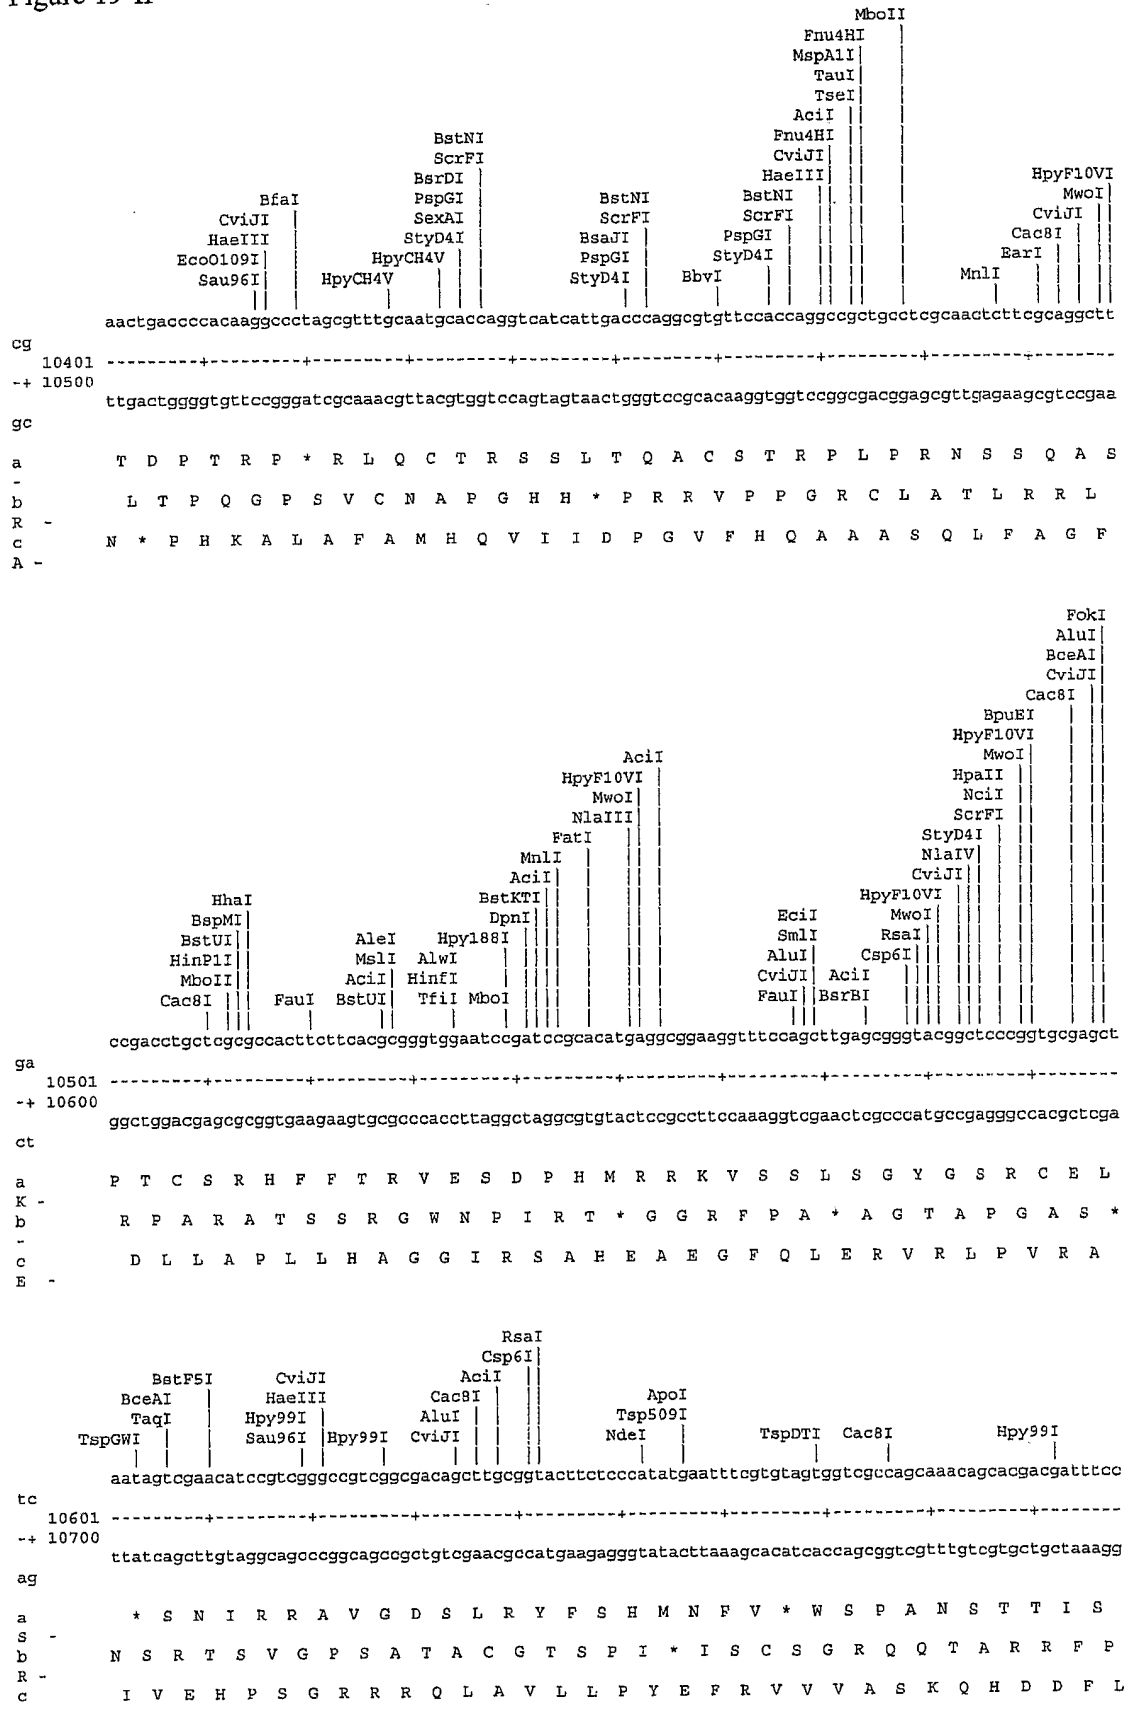 Figure 19-II
MboII
Fnu4HI
MspA1I
TauI
TseI
AciI
BstNI Fnu4HI
ScrFI CviJI
BsrDI HaeIII HpyF10VI
BfaI PspGI BstNI BstNI MwoI
CviJI SexAI ScrFI ScrFI CviJI
HaeIII StyD4I BsaJI PspGI Cac8I
EcoO109I HpyCH4V PspGI StyD4I EarI
Sau96I HpyCH4V StyD4I BbvI MnlI
aactgaccccacaaggccctagcgtttgcaatgcaccaggtcatcattgacccaggcgtgttccaccaggccgctgcctcgcaactcttcgcaggctt
cg
10401 ---------+---------+---------+---------+---------+---------+---------+---------+---------+--------
-+ 10500
ttgactggggtgttccgggatcgcaaacgttacgtggtccagtagtaactgggtccgcacaaggtggtccggcgacggagcgttgagaagcgtccgaa
gc
a T D P T R P * R L Q C T R S S L T Q A C S T R P L P R N S S Q A S
-
b L T P Q G P S V C N A P G H H * P R R V P P G R C L A T L R R L
R -
c N * P H K A L A F A M H Q V I I D P G V F H Q A A A S Q L F A G F
A -
FokI
AluI
BceAI
CviJI
Cac8I
BpuEI
HpyF10VI
AciI MwoI
HpyF10VI HpaII
MwoI NciI
NlaIII ScrFI
FatI StyD4I
MnlI NlaIV
AciI CviJI
HhaI BstKTI HpyF10VI
BspMI DpnI EciI MwoI
BstUI AleI Hpy188I SmlI RsaI
HinP1I MslI AlwI AluI Csp6I
MboII AciI HinfI CviJI AciI
Cac8I FauI BstUI TfiI MboI FauI BsrBI
ccgacctgctcgcgccacttcttcacgcgggtggaatccgatccgcacatgaggcggaaggtttccagcttgagcgggtacggctcccggtgcgagct
ga
10501 ---------+---------+---------+---------+---------+---------+---------+---------+---------+--------
-+ 10600
ggctggacgagcgcggtgaagaagtgcgcccaccttaggctaggcgtgtactccgccttccaaaggtcgaactcgcccatgccgagggccacgctcga
ct
a P T C S R H F F T R V E S D P H M R R K V S S L S G Y G S R C E L
K -
b R P A R A T S S R G W N P I R T * G G R F P A * A G T A P G A S *
-
c D L L A P L L H A G G I R S A H E A E G F Q L E R V R L P V R A
E -
RsaI
Csp6I
BstF5I CviJI AciI
BceAI HaeIII Cac8I ApoI
TaqI Hpy99I AluI Tsp509I
TspGWI Sau96I Hpy99I CviJI NdeI TspDTI Cac8I Hpy99I
aatagtcgaacatccgtcgggccgtcggcgacagcttgcggtacttctcccatatgaatttcgtgtagtggtcgccagcaaacagcacgacgatttcc
tc
10601 ---------+---------+---------+---------+---------+---------+---------+---------+---------+--------
-+ 10700
ttatcagcttgtaggcagcccggcagccgctgtcgaacgccatgaagagggtatacttaaagcacatcaccagcggtcgtttgtcgtgctgctaaagg
ag
a * S N I R R A V G D S L R Y F S H M N F V * W S P A N S T T I S
S -
b N S R T S V G P S A T A C G T S P I * I S C S G R Q Q T A R R F P
R -
c I V E H P S G R R R Q L A V L L P Y E F R V V V A S K Q H D D F L